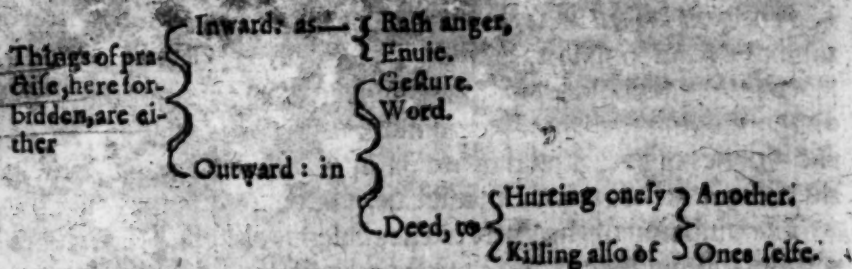 Inward: as— Rash anger,
Enuie.
Things of pra-
ctise, here for-
bidden, are ei-
ther
Gesture.
Word.
Outward: in
Deed, to
Hurting onely Another.
Killing also of Ones selfe.